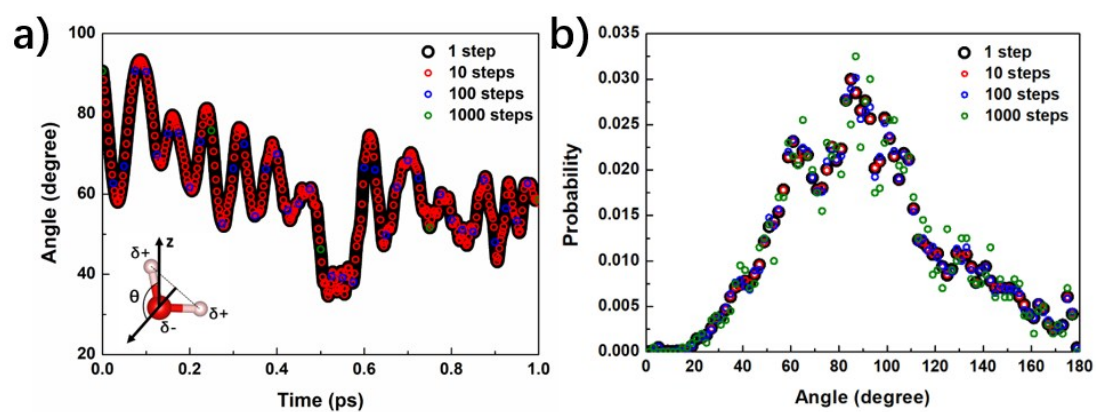 a)
100
80
60
40
20
Angle (degree)
1 step
10 steps
100 steps
1000 steps
z
δ+
θ
δ-
δ+
0.0 0.2 0.4 0.6 0.8 1.0
Time (ps)
b)
0.035
0.030
0.025
0.020
0.015
0.010
0.005
0.000
Probability
1 step
10 steps
100 steps
1000 steps
0 20 40 60 80 100 120 140 160 180
Angle (degree)